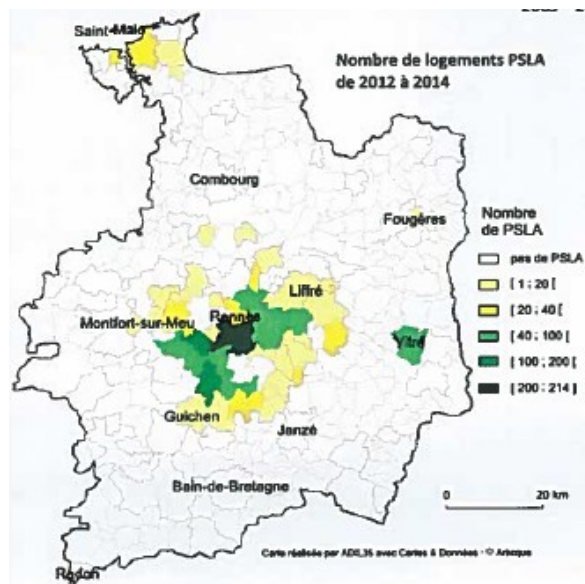 Saint-Malo
Nombre de logements PSLA
de 2012 à 2014
Combourg
Fougères
Nombre
de PSLA
pas de PSLA
[ 1 ; 20 [
[ 20 ; 40 [
[ 40 ; 100 [
[ 100 ; 200 [
[ 200 ; 214 ]
Liffré
Rennes
Montfort-sur-Meu
Vitré
Guichen
Janzé
Bain-de-Bretagne
0 20 km
Redon
Carte réalisée par ADIL35 avec Cartes & Données - © Articque